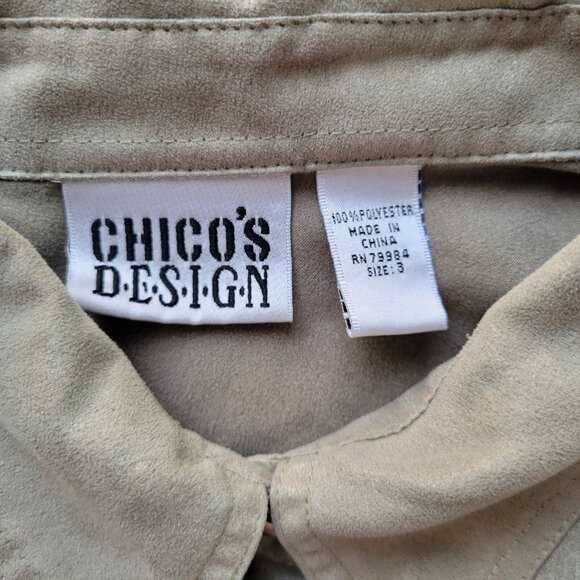 CHICO'S
D·E·S·I·G·N
100% POLYESTER
MADE IN
CHINA
RN79984
SIZE: 3